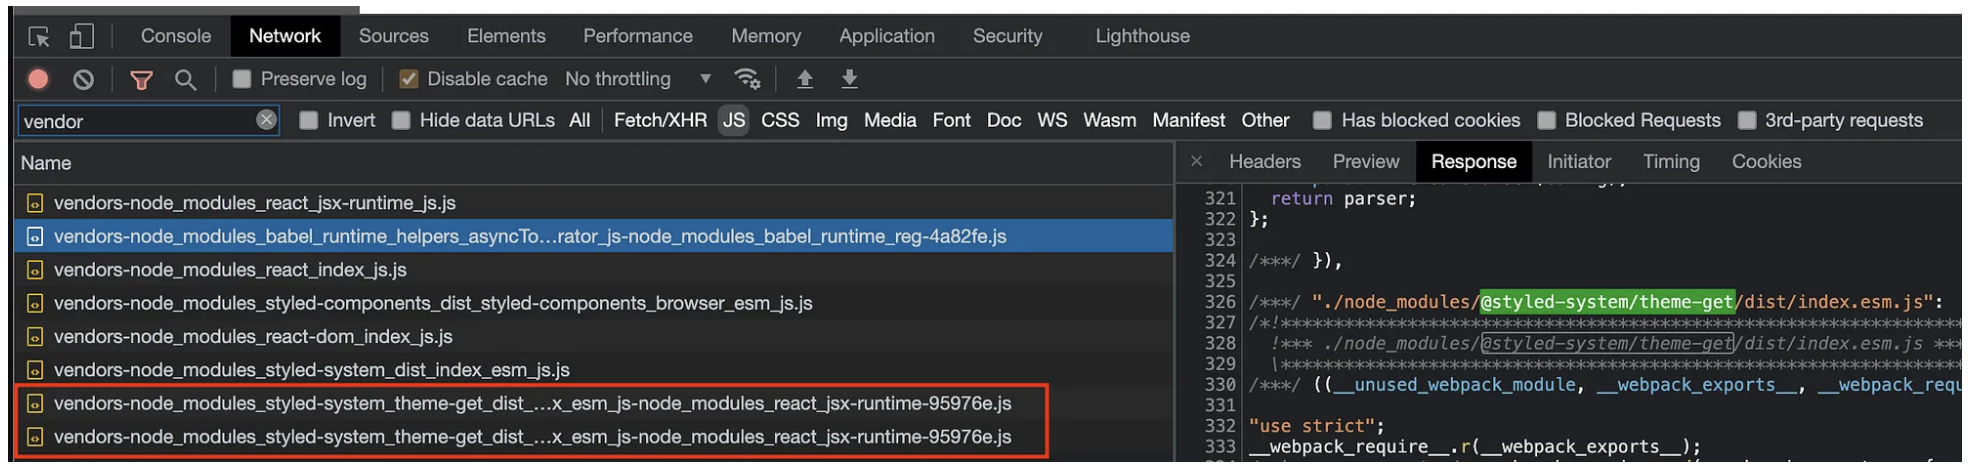 Console Network Sources Elements Performance Memory Application Security Lighthouse
Preserve log Disable cache No throttling
vendor Invert Hide data URLs All Fetch/XHR JS CSS Img Media Font Doc WS Wasm Manifest Other Has blocked cookies Blocked Requests 3rd-party requests
Name
vendors-node_modules_react_jsx-runtime_js.js
vendors-node_modules_babel_runtime_helpers_asyncTo…rator_js-node_modules_babel_runtime_reg-4a82fe.js
vendors-node_modules_react_index_js.js
vendors-node_modules_styled-components_dist_styled-components_browser_esm_js.js
vendors-node_modules_react-dom_index_js.js
vendors-node_modules_styled-system_dist_index_esm_js.js
vendors-node_modules_styled-system_theme-get_dist_…x_esm_js-node_modules_react_jsx-runtime-95976e.js
vendors-node_modules_styled-system_theme-get_dist_…x_esm_js-node_modules_react_jsx-runtime-95976e.js
× Headers Preview Response Initiator Timing Cookies
321 return parser;
322 };
323
324 /***/ }),
325
326 /***/ "./node_modules/@styled-system/theme-get/dist/index.esm.js":
327 /*!*****************************************************************
328 !*** ./node_modules/@styled-system/theme-get/dist/index.esm.js ***
329 \*****************************************************************
330 /***/ ((__unused_webpack_module, __webpack_exports__, __webpack_requ
331
332 "use strict";
333 __webpack_require__.r(__webpack_exports__);